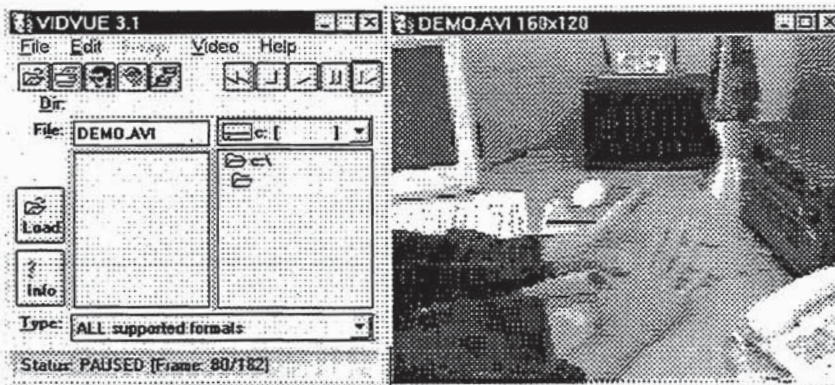 VIDVUE 3.1
File Edit Video Help
Dir:
File: DEMO.AVI
c: [ ]
c:\
Load
Info
Type: ALL supported formats
Status: PAUSED [Frame: 80/182]
DEMO.AVI 160x120